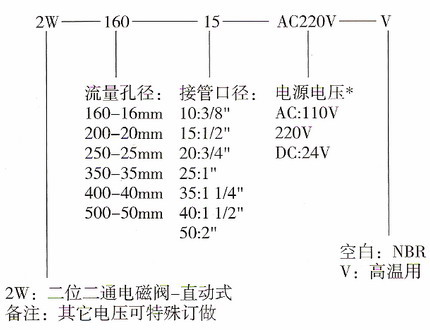 2W—160—15—AC220V—V
流量孔径： 接管口径： 电源电压*
160-16mm 10:3/8" AC:110V
200-20mm 15:1/2" 220V
250-25mm 20:3/4" DC:24V
350-35mm 25:1"
400-40mm 35:1 1/4"
500-50mm 40:1 1/2"
50:2"
空白：NBR
V：高温用
2W：二位二通电磁阀-直动式
备注：其它电压可特殊订做